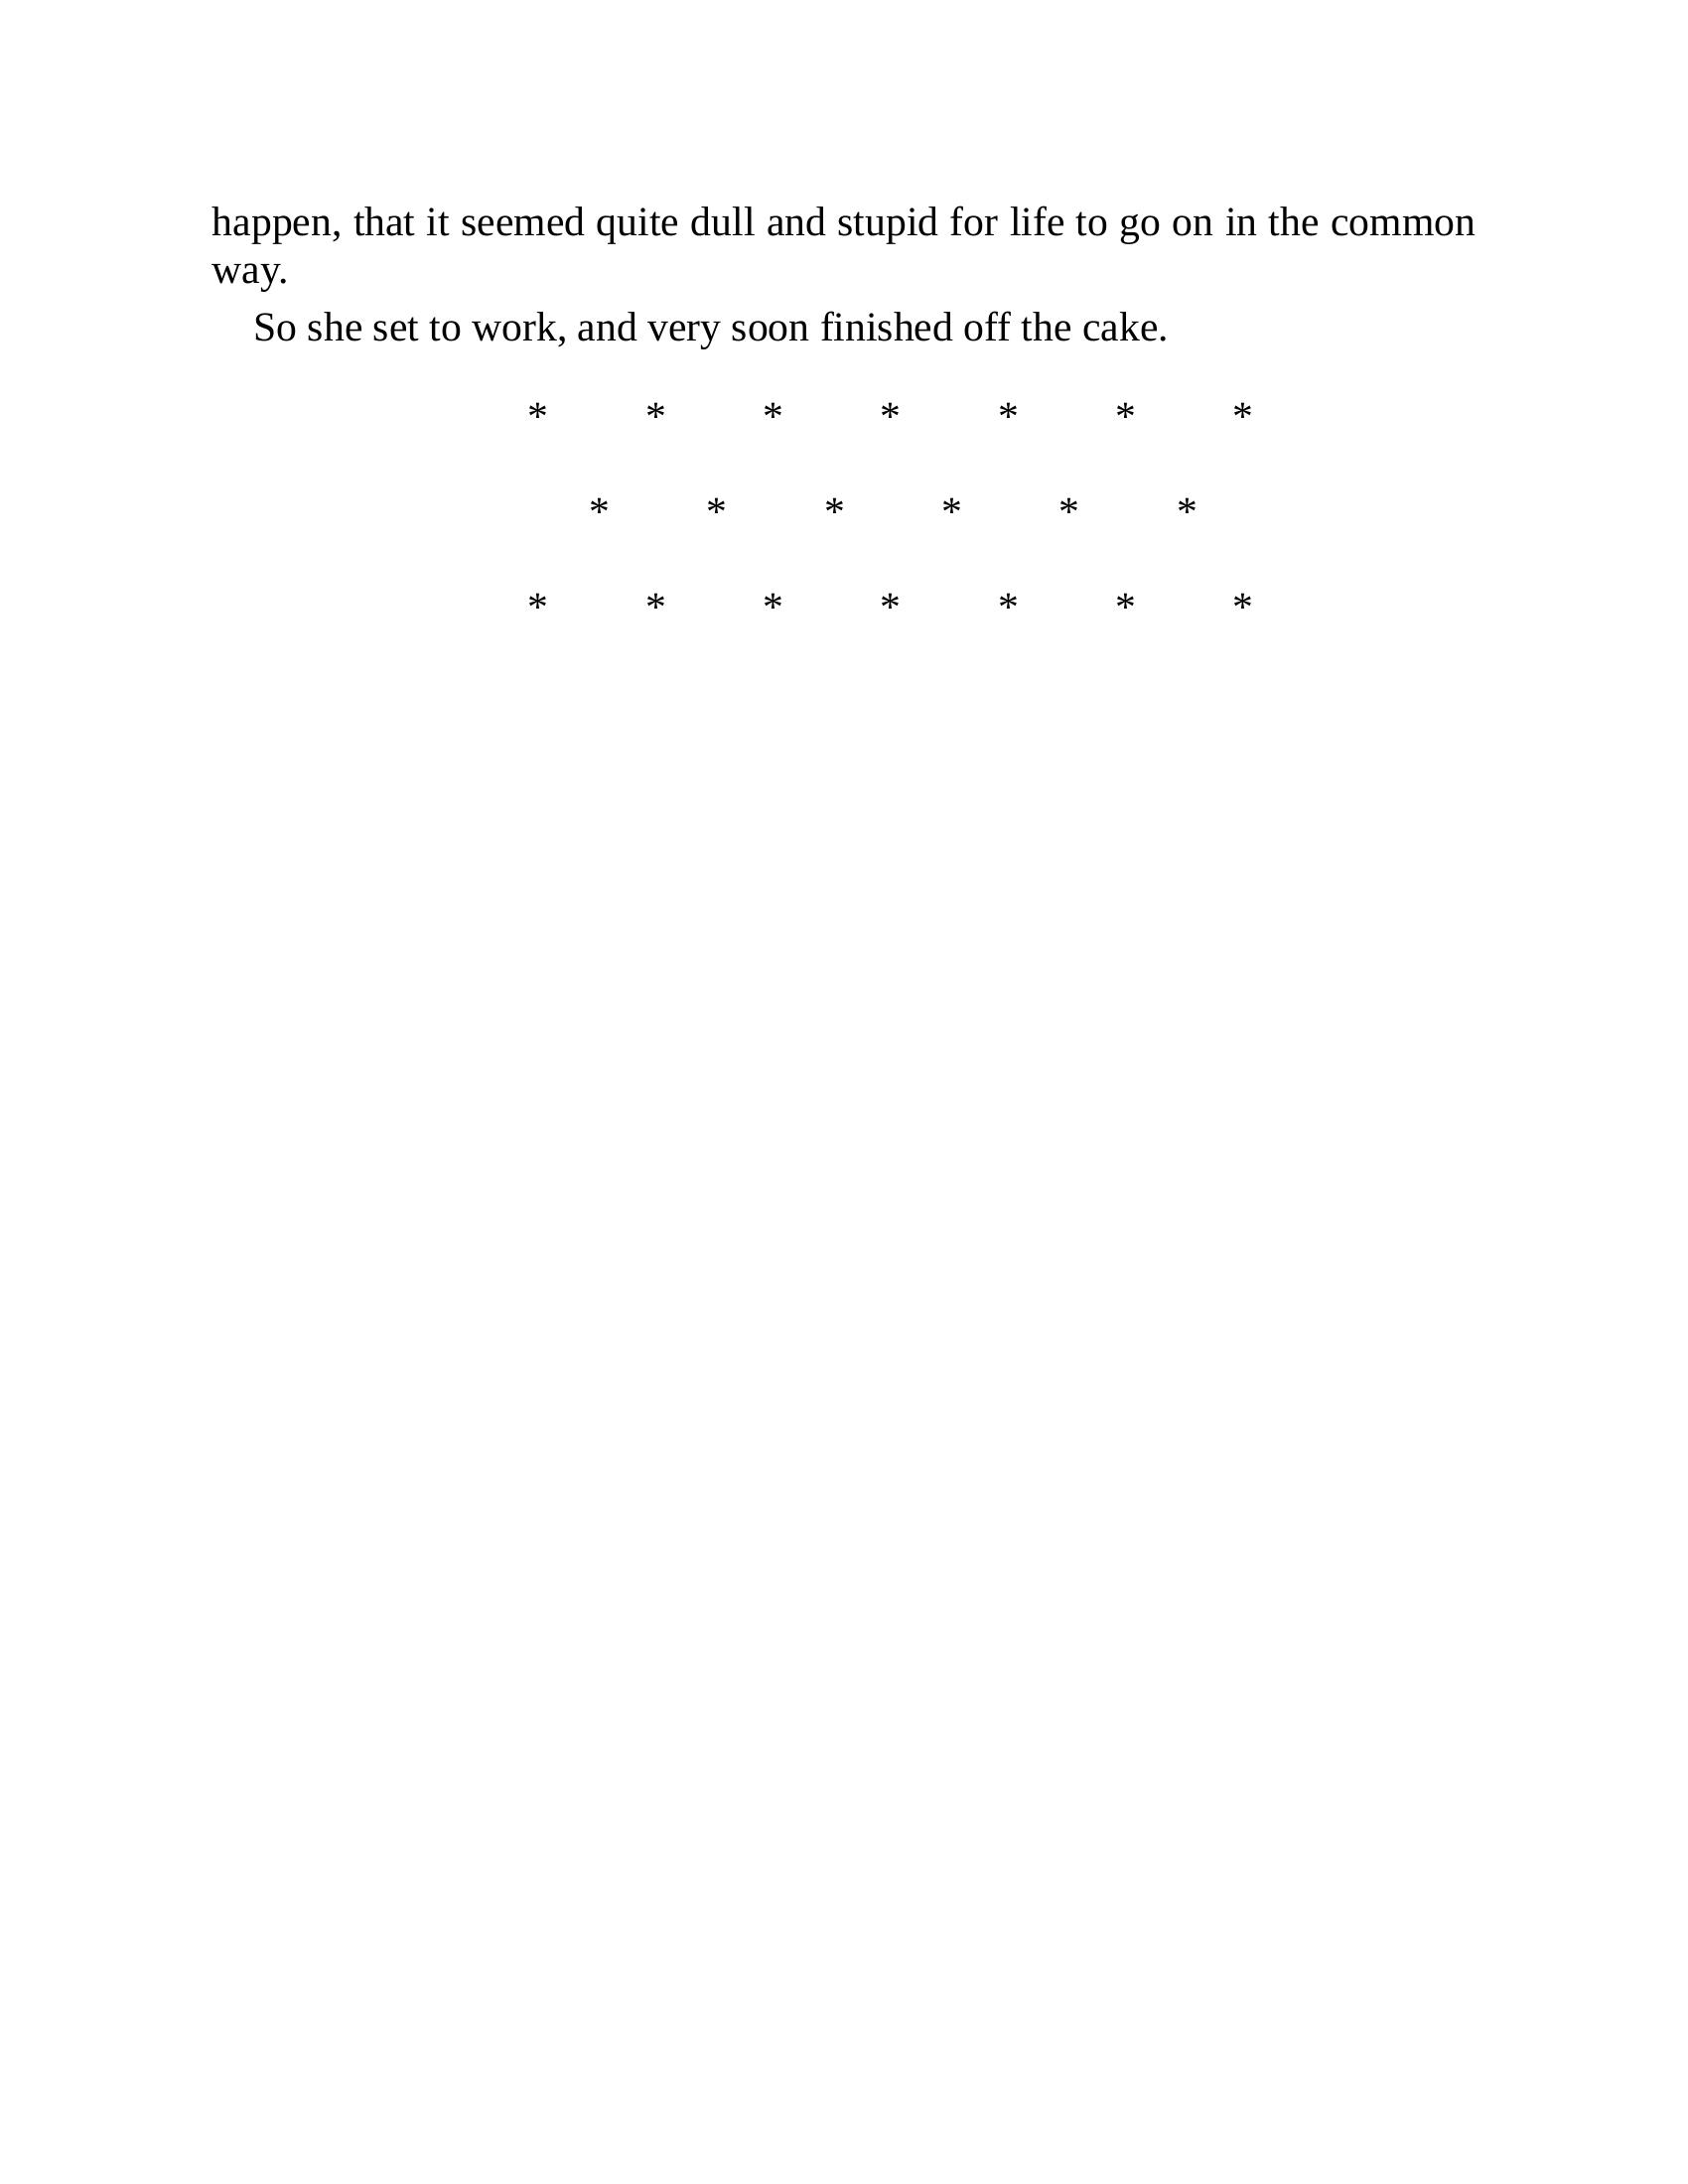 happen, that it seemed quite dull and stupid for life to go on in the common
way.
So she set to work, and very soon finished off the cake.
* * * * * * *
* * * * * *
* * * * * * *